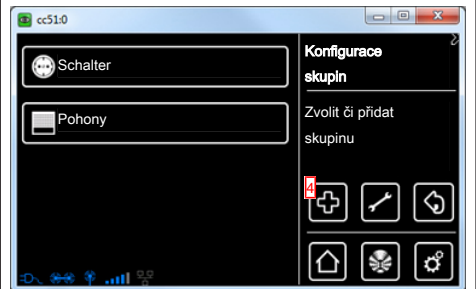 cc51:0
Schalter
Pohony
Konfigurace
skupin
Zvolit či přidat
skupinu
4